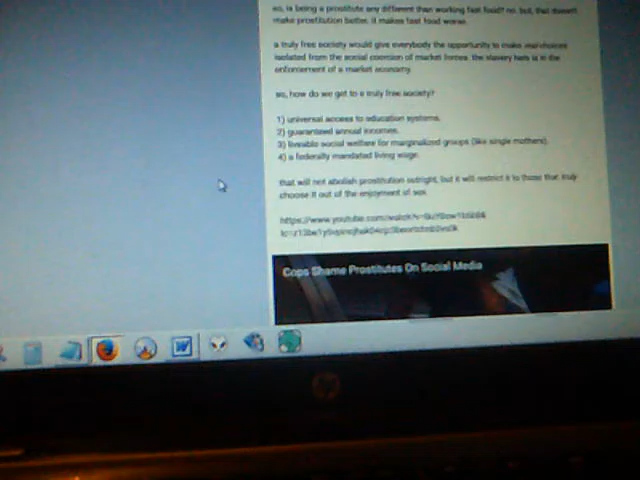 so, is being a prostitute any different than working fast food? no. but, that doesn't
make prostitution better. it makes fast food worse.
a truly free society would give everybody the opportunity to make real choices
isolated from the social coercion of market forces. the slavery here is in the
enforcement of a market economy.
so, how do we get to a truly free society?
1) universal access to education systems.
2) guaranteed annual incomes.
3) liveable social welfare for marginalized groups (like single mothers).
4) a federally mandated living wage.
that will not abolish prostitution outright, but it will restrict it to those that truly
choose it out of the enjoyment of sex.
Cops Shame Prostitutes On Social Media
W
hp